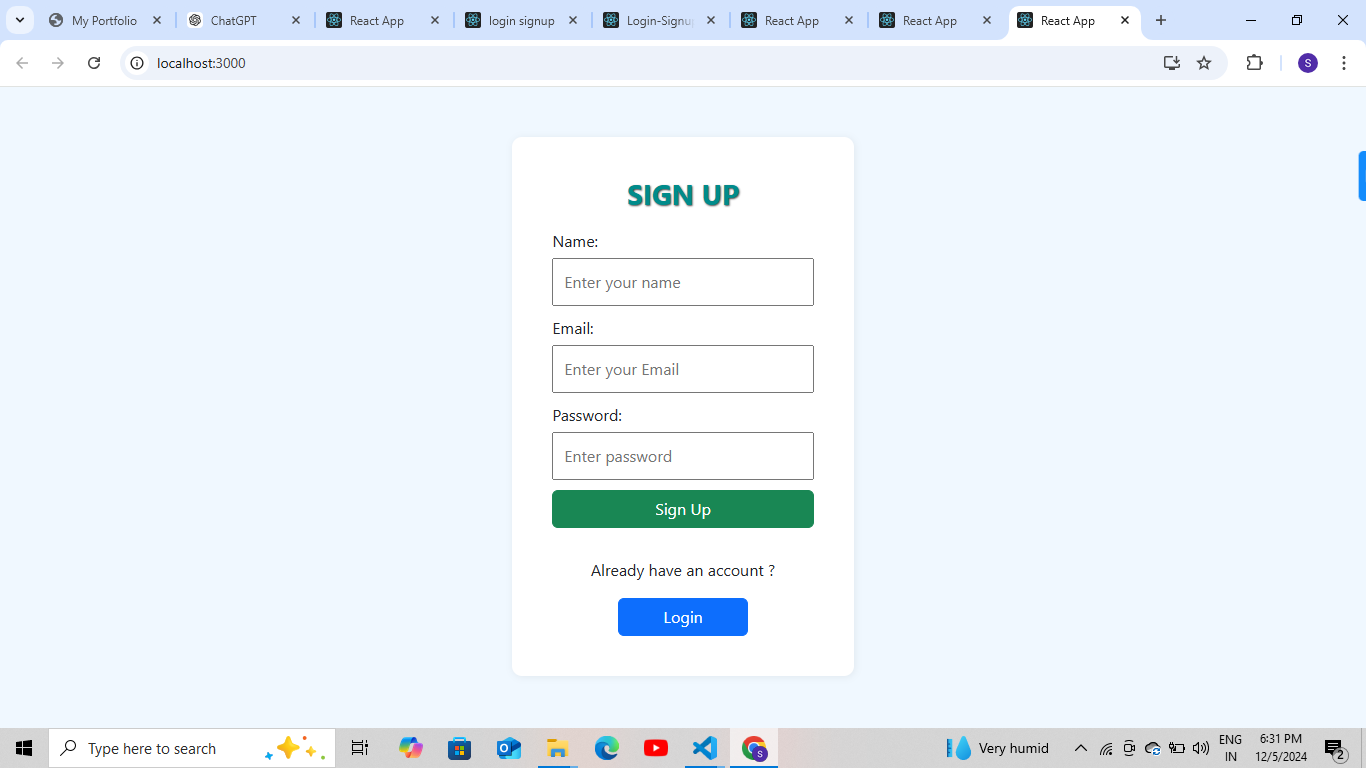 My Portfolio
ChatGPT
React App
login signup
Login-Signu
React App
React App
React App
localhost:3000
S
SIGN UP
Name:
Enter your name
Email:
Enter your Email
Password:
Enter password
Sign Up
Already have an account ?
Login
Type here to search
S
Very humid
ENG
IN
6:31 PM
12/5/2024
2